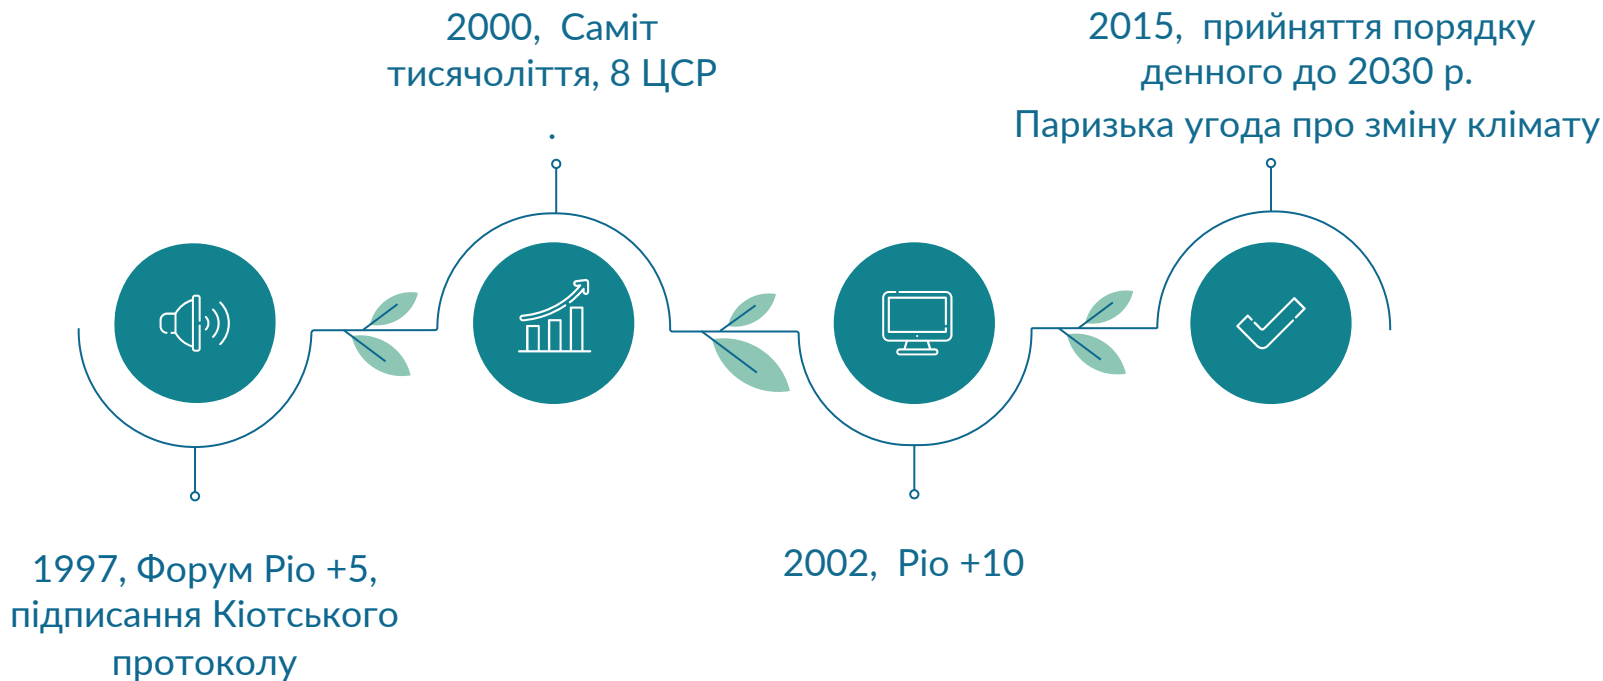 2000, Саміт
тисячоліття, 8 ЦСР
.
2015, прийняття порядку
денного до 2030 р.
Паризька угода про зміну клімату
1997, Форум Ріо +5,
підписання Кіотського
протоколу
2002, Ріо +10